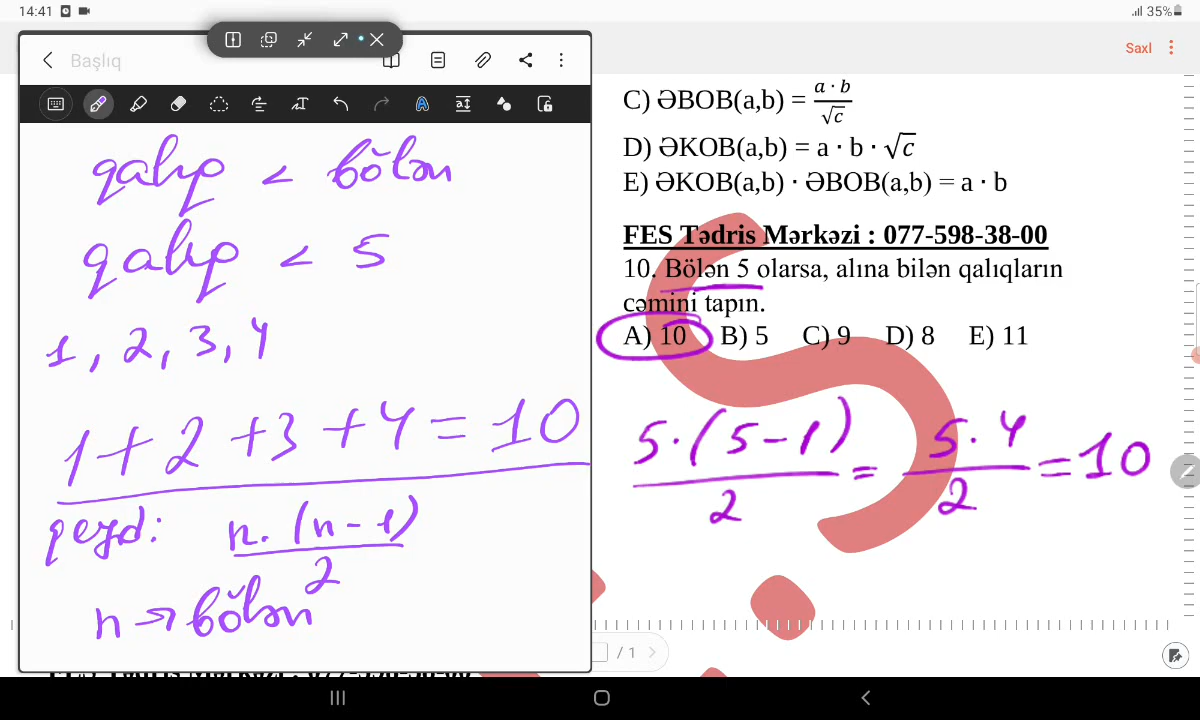 14:41
35%
Başlıq
qalıq < bölən
qalıq < 5
1, 2, 3, 4
1+2+3+4=10
qeyd: n·(n-1)/2
n→bölən
Saxl
C) ƏBOB(a,b) = a · b/√c
D) ƏKOB(a,b) = a · b · √c
E) ƏKOB(a,b) · ƏBOB(a,b) = a · b
FES Tədris Mərkəzi : 077-598-38-00
10. Bölən 5 olarsa, alına bilən qalıqların
cəmini tapın.
A) 10 B) 5 C) 9 D) 8 E) 11
5·(5-1)/2 = 5·4/2 = 10
/ 1